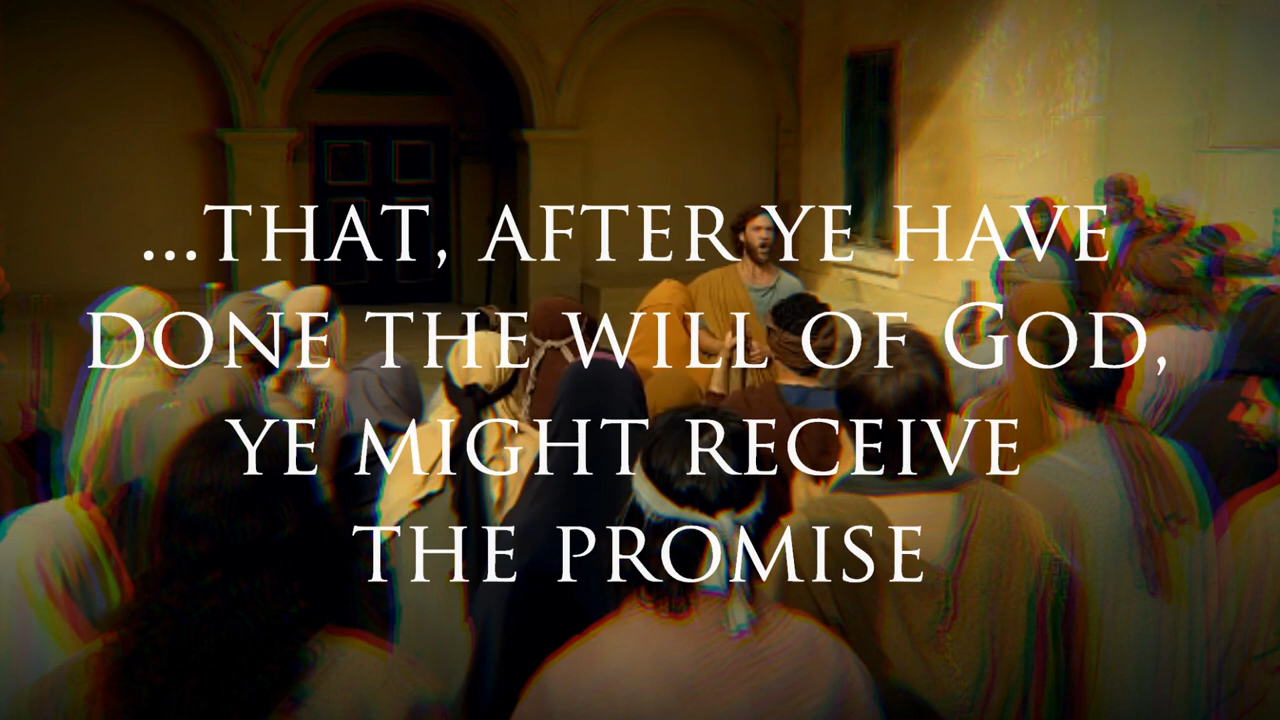 ...THAT, AFTER YE HAVE
DONE THE WILL OF GOD,
YE MIGHT RECEIVE
THE PROMISE